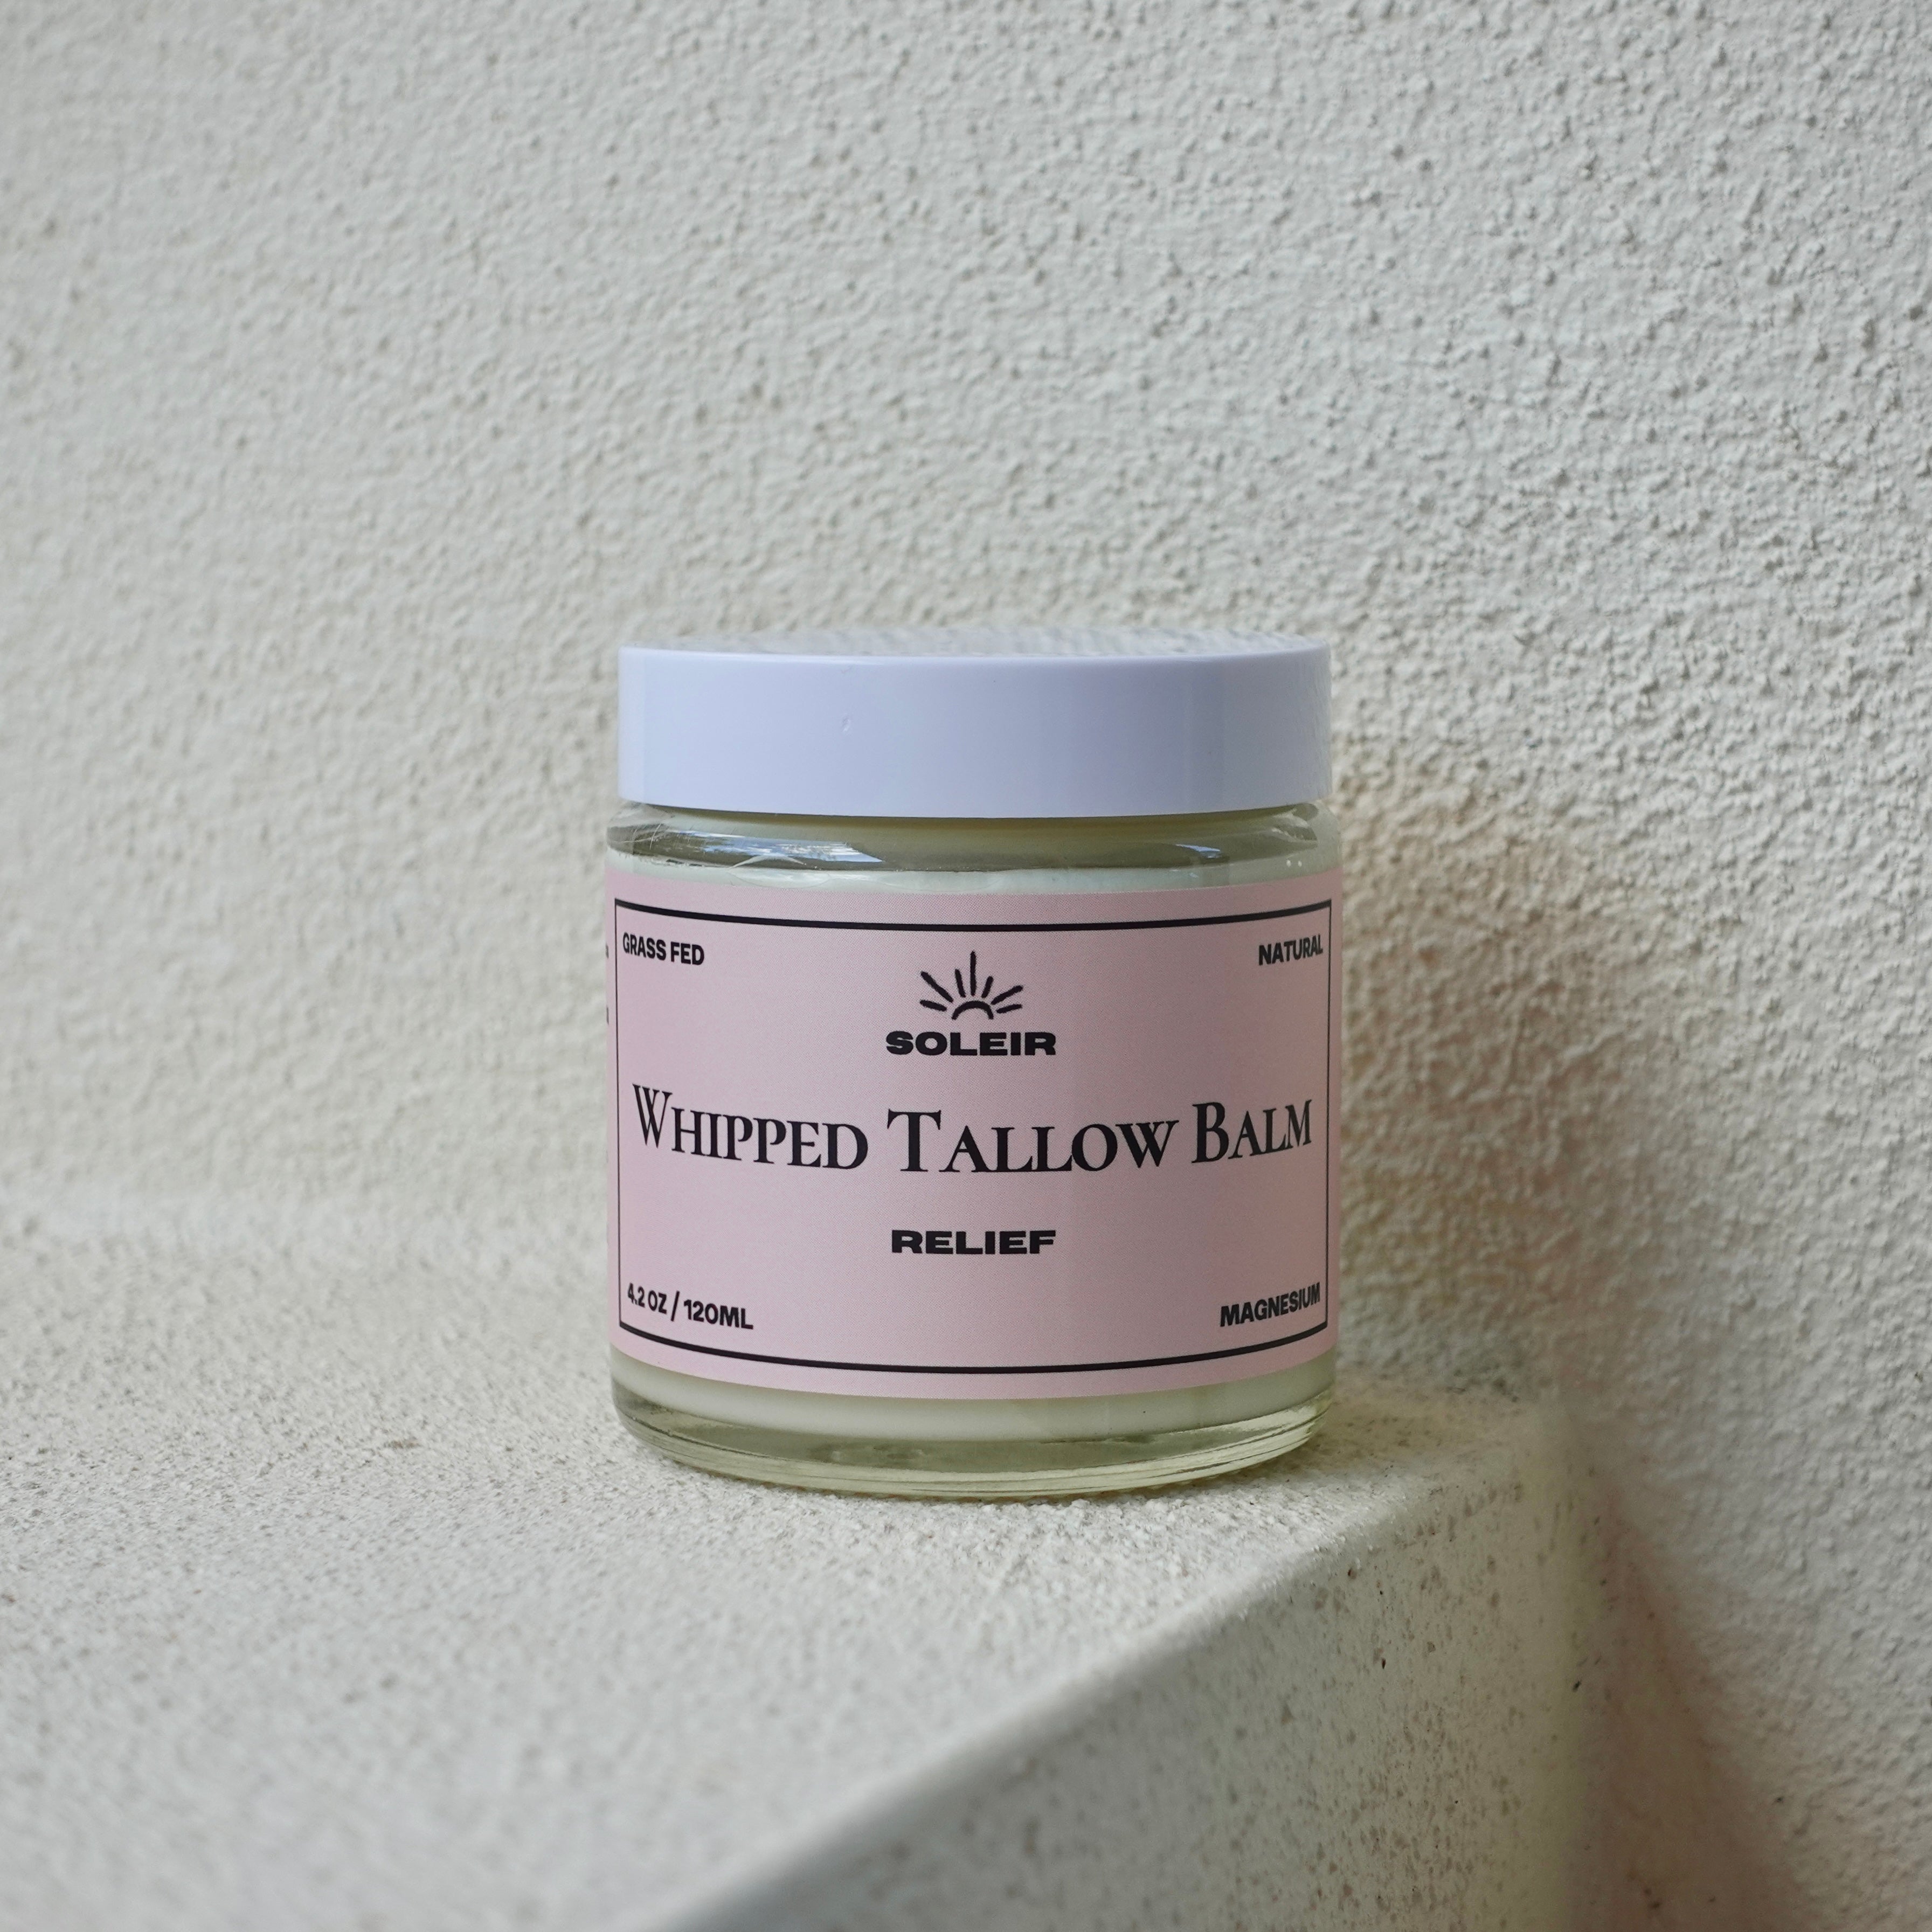 GRASS FED
NATURAL
SOLEIR
WHIPPED TALLOW BALM
RELIEF
4.2 OZ / 120ML
MAGNESIUM